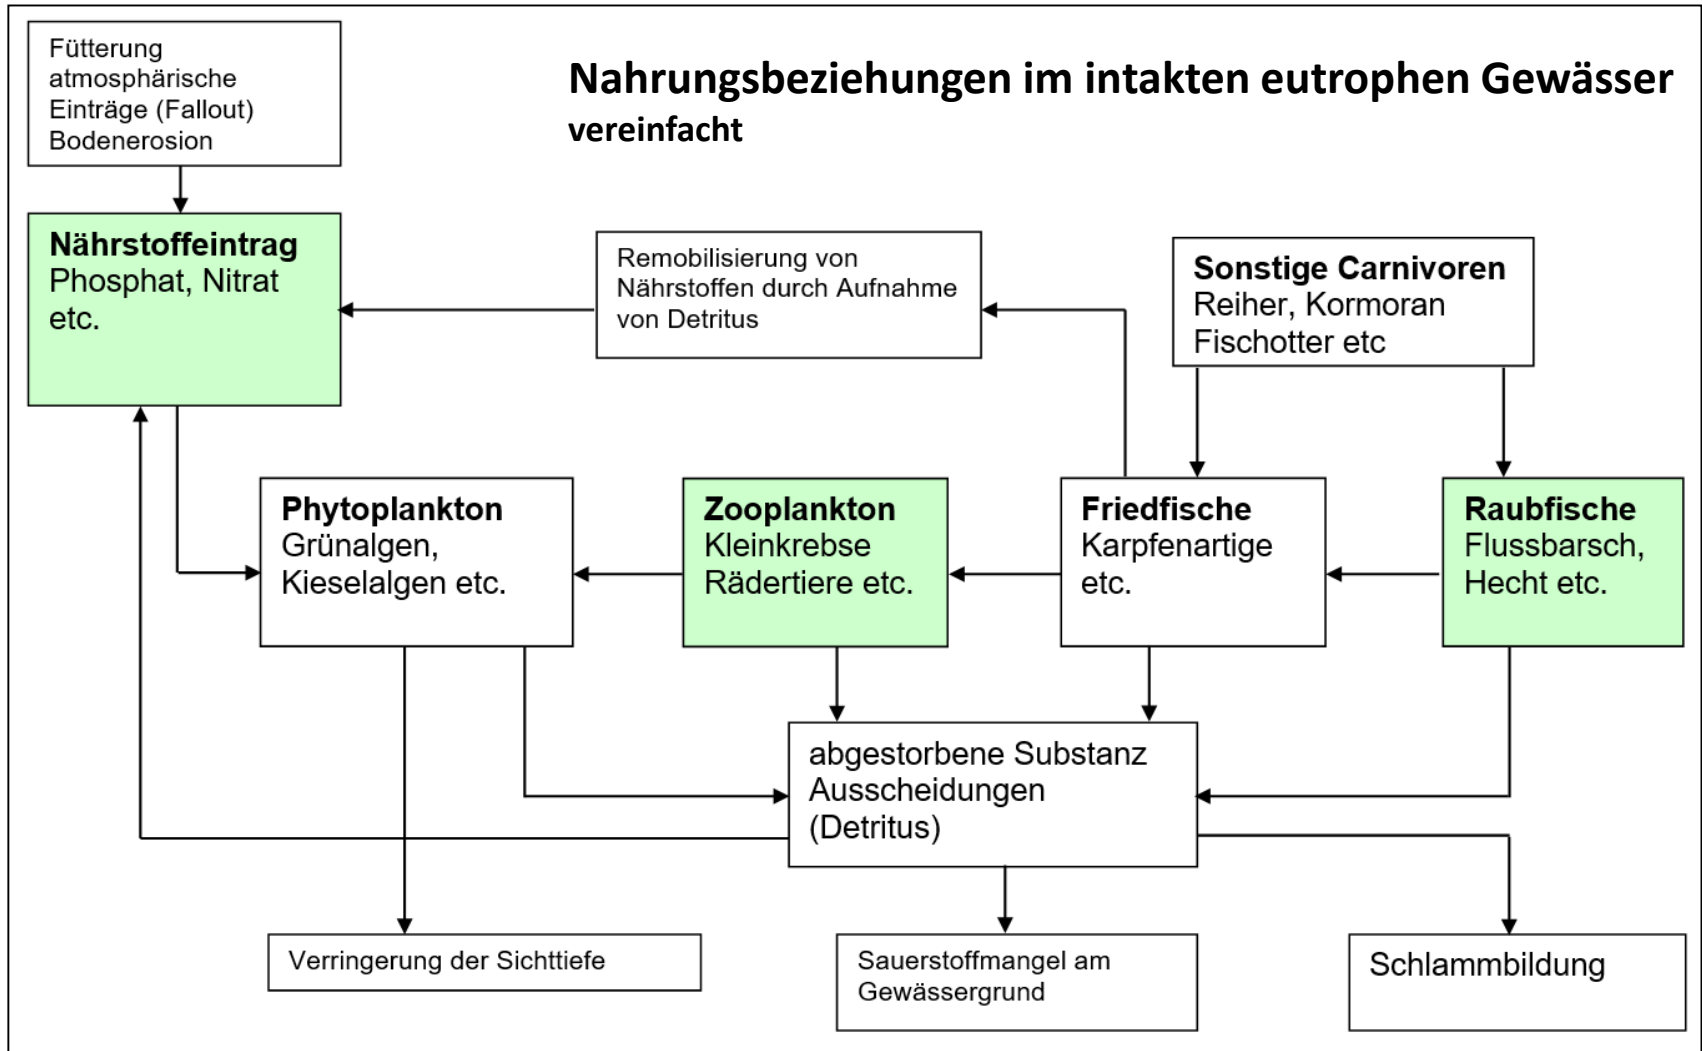 Fütterung
atmosphärische
Einträge (Fallout)
Bodenerosion
Nahrungsbeziehungen im intakten eutrophen Gewässer
vereinfacht
Nährstoffeintrag
Phosphat, Nitrat
etc.
Remobilisierung von
Nährstoffen durch Aufnahme
von Detritus
Sonstige Carnivoren
Reiher, Kormoran
Fischotter etc
Phytoplankton
Grünalgen,
Kieselalgen etc.
Zooplankton
Kleinkrebse
Rädertiere etc.
Friedfische
Karpfenartige
etc.
Raubfische
Flussbarsch,
Hecht etc.
abgestorbene Substanz
Ausscheidungen
(Detritus)
Verringerung der Sichttiefe
Sauerstoffmangel am
Gewässergrund
Schlammbildung